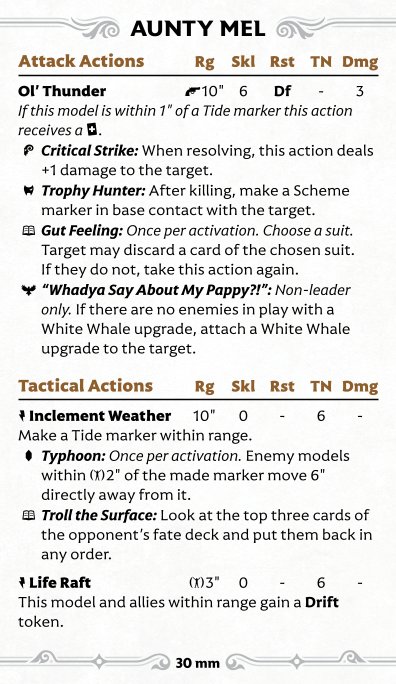 AUNTY MEL
Attack Actions Rg Skl Rst TN Dmg
Ol' Thunder 10" 6 Df - 3
If this model is within 1" of a Tide marker this action
receives a .
Critical Strike: When resolving, this action deals
+1 damage to the target.
Trophy Hunter: After killing, make a Scheme
marker in base contact with the target.
Gut Feeling: Once per activation. Choose a suit.
Target may discard a card of the chosen suit.
If they do not, take this action again.
“Whadya Say About My Pappy?!”: Non-leader
only. If there are no enemies in play with a
White Whale upgrade, attach a White Whale
upgrade to the target.
Tactical Actions Rg Skl Rst TN Dmg
Inclement Weather 10" 0 - 6 -
Make a Tide marker within range.
Typhoon: Once per activation. Enemy models
within 2" of the made marker move 6"
directly away from it.
Troll the Surface: Look at the top three cards of
the opponent's fate deck and put them back in
any order.
Life Raft 3" 0 - 6 -
This model and allies within range gain a Drift
token.
30 mm